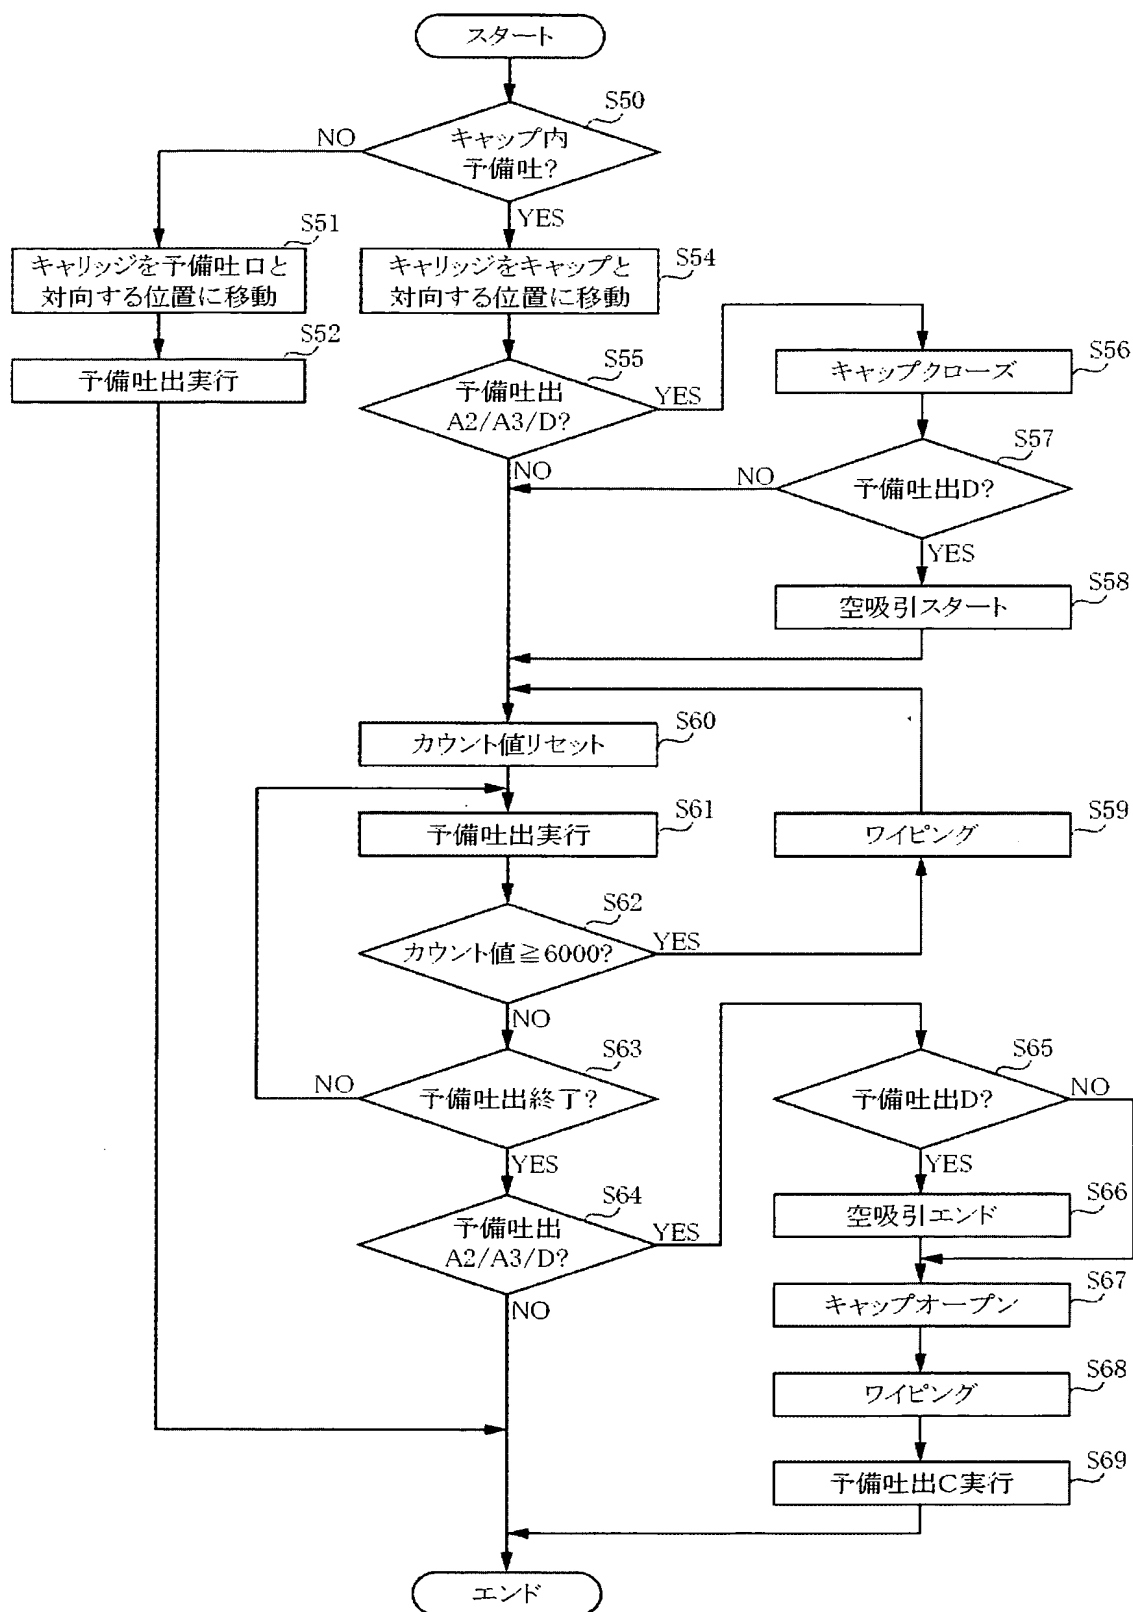 スタート
S50
キャップ内
予備吐?
NO
YES
S51
キャリッジを予備吐口と
対向する位置に移動
S54
キャリッジをキャップと
対向する位置に移動
S52
予備吐出実行
S55
予備吐出
A2/A3/D?
YES
NO
S56
キャップクローズ
S57
予備吐出D?
NO
YES
S58
空吸引スタート
S60
カウント値リセット
S61
予備吐出実行
S59
ワイピング
S62
カウント値≧6000?
YES
NO
S63
予備吐出終了?
NO
YES
S64
予備吐出
A2/A3/D?
YES
NO
S65
予備吐出D?
NO
YES
S66
空吸引エンド
S67
キャップオープン
S68
ワイピング
S69
予備吐出C実行
エンド